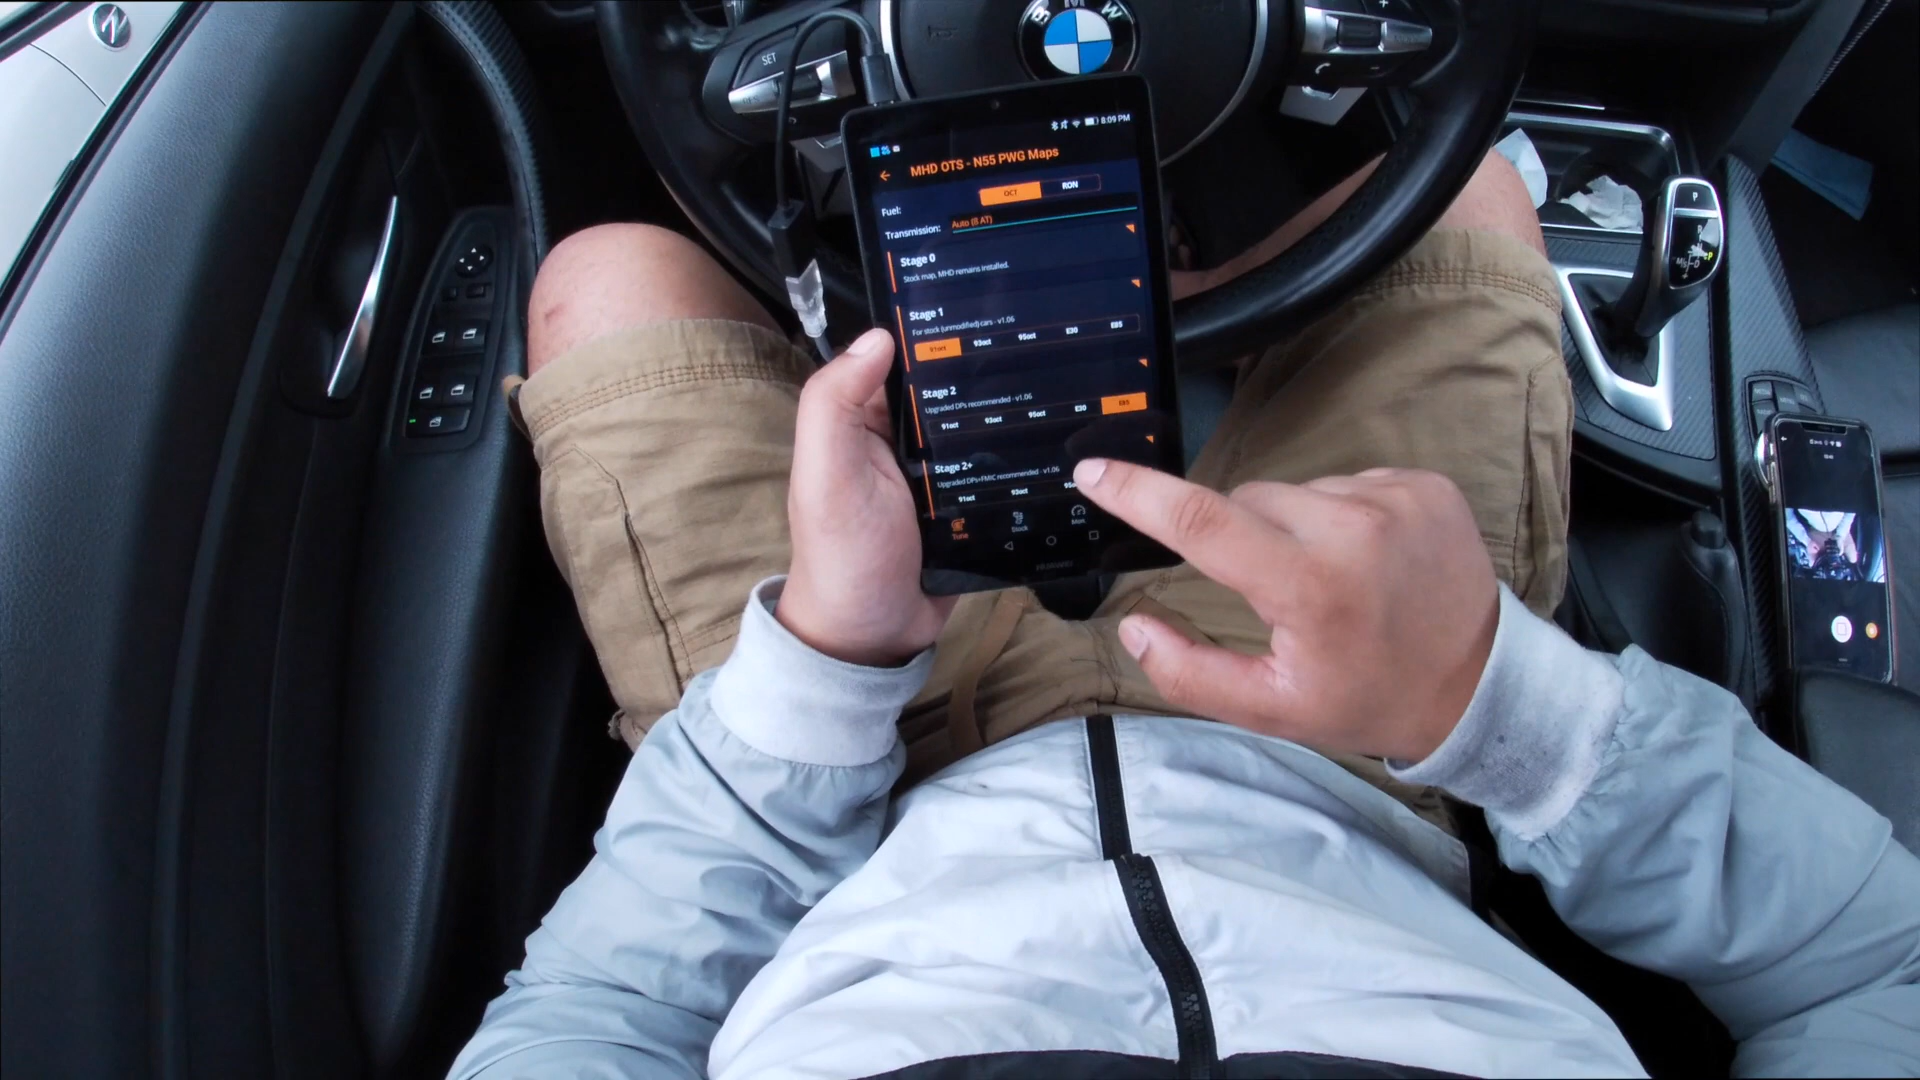 BMW
SET
8:09 PM
MHD OTS - N55 PWG Maps
Fuel: OCT RON
Transmission: Auto (8 AT)
Stage 0
Stock map, MHD remains installed.
Stage 1
For stock (unmodified) cars - v1.06
91oct 93oct 95oct E30 E85
Stage 2
Upgraded DPs recommended - v1.06
91oct 93oct 95oct E30 E85
Stage 2+
Upgraded DPs+FMIC recommended - v1.06
91oct 93oct
Tune Stock
HUAWEI
P
R
N
D
P